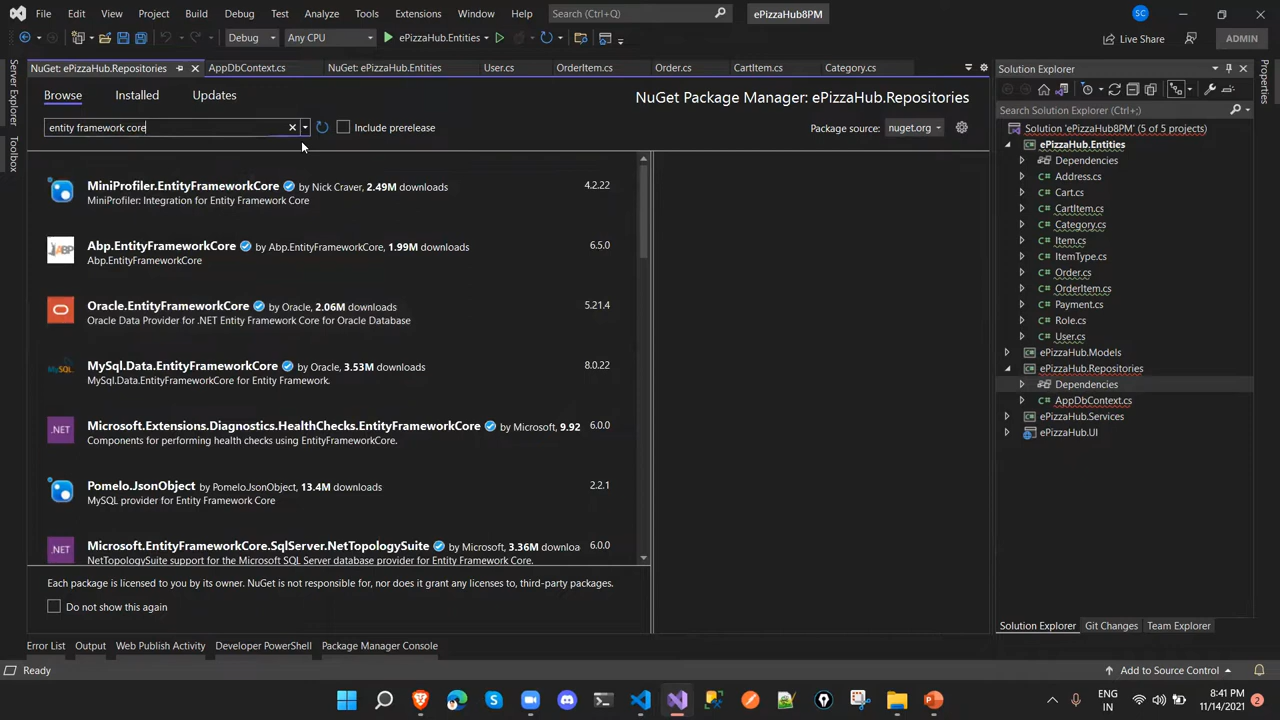 File Edit View Project Build Debug Test Analyze Tools Extensions Window Help Search (Ctrl+Q) ePizzaHub8PM SC
Debug Any CPU ePizzaHub.Entities Live Share ADMIN
NuGet: ePizzaHub.Repositories AppDbContext.cs NuGet: ePizzaHub.Entities User.cs OrderItem.cs Order.cs CartItem.cs Category.cs
Server Explorer
Toolbox
Browse Installed Updates
NuGet Package Manager: ePizzaHub.Repositories
entity framework core Include prerelease Package source: nuget.org
MiniProfiler.EntityFrameworkCore by Nick Craver, 2.49M downloads 4.2.22
MiniProfiler: Integration for Entity Framework Core
ABP Abp.EntityFrameworkCore by Abp.EntityFrameworkCore, 1.99M downloads 6.5.0
Abp.EntityFrameworkCore
Oracle.EntityFrameworkCore by Oracle, 2.06M downloads 5.21.4
Oracle Data Provider for .NET Entity Framework Core for Oracle Database
MySQL MySql.Data.EntityFrameworkCore by Oracle, 3.53M downloads 8.0.22
MySql.Data.EntityFrameworkCore for Entity Framework.
.NET Microsoft.Extensions.Diagnostics.HealthChecks.EntityFrameworkCore by Microsoft, 9.92 6.0.0
Components for performing health checks using EntityFrameworkCore.
Pomelo.JsonObject by Pomelo.JsonObject, 13.4M downloads 2.2.1
MySQL provider for Entity Framework Core
.NET Microsoft.EntityFrameworkCore.SqlServer.NetTopologySuite by Microsoft, 3.36M downloa 6.0.0
NetTopologySuite support for the Microsoft SQL Server database provider for Entity Framework Core.
Each package is licensed to you by its owner. NuGet is not responsible for, nor does it grant any licenses to, third-party packages.
Do not show this again
Solution Explorer
Search Solution Explorer (Ctrl+;)
Solution 'ePizzaHub8PM' (5 of 5 projects)
ePizzaHub.Entities
Dependencies
C# Address.cs
C# Cart.cs
C# CartItem.cs
C# Category.cs
C# Item.cs
C# ItemType.cs
C# Order.cs
C# OrderItem.cs
C# Payment.cs
C# Role.cs
C# User.cs
ePizzaHub.Models
ePizzaHub.Repositories
Dependencies
C# AppDbContext.cs
ePizzaHub.Services
ePizzaHub.UI
Solution Explorer Git Changes Team Explorer
Properties
Error List Output Web Publish Activity Developer PowerShell Package Manager Console
Ready Add to Source Control
ENG
IN
8:41 PM
11/14/2021
2